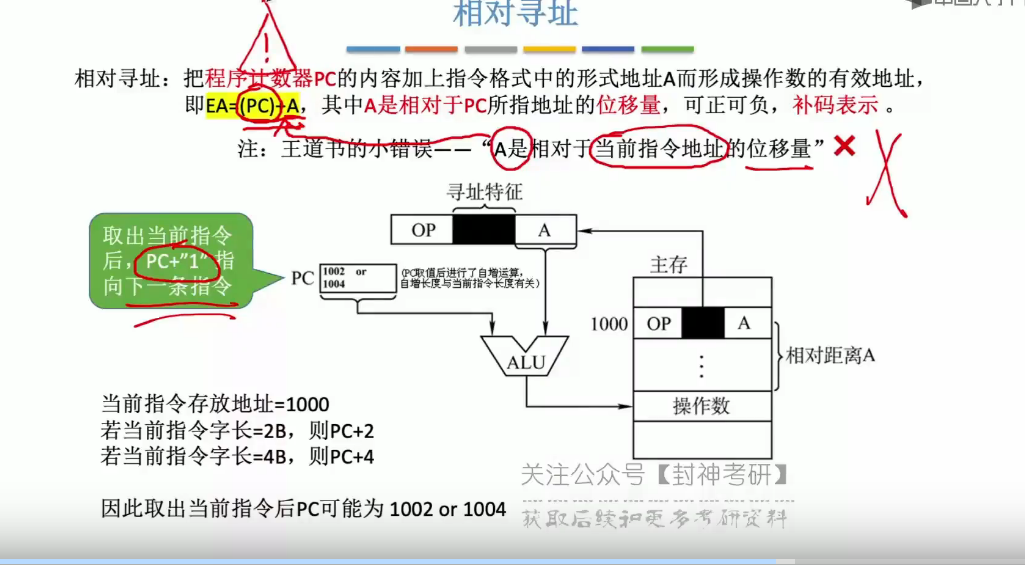 相对寻址
相对寻址：把程序计数器PC的内容加上指令格式中的形式地址A而形成操作数的有效地址，
即EA=(PC)+A，其中A是相对于PC所指地址的位移量，可正可负，补码表示 。
注：王道书的小错误——“A是相对于当前指令地址的位移量”
寻址特征
OP A
取出当前指令
后，PC+”1”指
向下一条指令
PC
1002 or
1004
(PC取值后进行了自增运算，
自增长度与当前指令长度有关)
ALU
主存
1000 OP A
相对距离A
操作数
当前指令存放地址=1000
若当前指令字长=2B，则PC+2
若当前指令字长=4B，则PC+4
因此取出当前指令后PC可能为 1002 or 1004
关注公众号【封神考研】
获取后续和更多考研资料